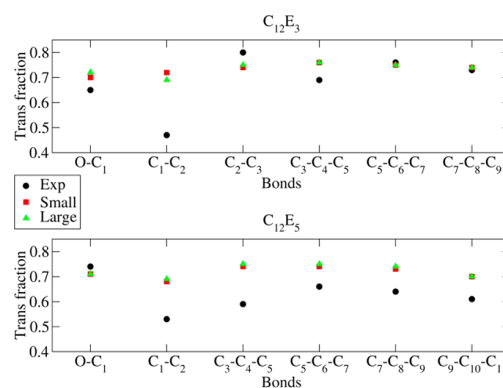 C₁₂E₃
Trans fraction
0.8
0.7
0.6
0.5
0.4
O-C₁ C₁-C₂ C₂-C₃ C₃-C₄-C₅ C₅-C₆-C₇ C₇-C₈-C₉
Bonds
Exp
Small
Large
C₁₂E₅
Trans fraction
0.8
0.7
0.6
0.5
0.4
O-C₁ C₁-C₂ C₃-C₄-C₅ C₅-C₆-C₇ C₇-C₈-C₉ C₉-C₁₀-C₁
Bonds